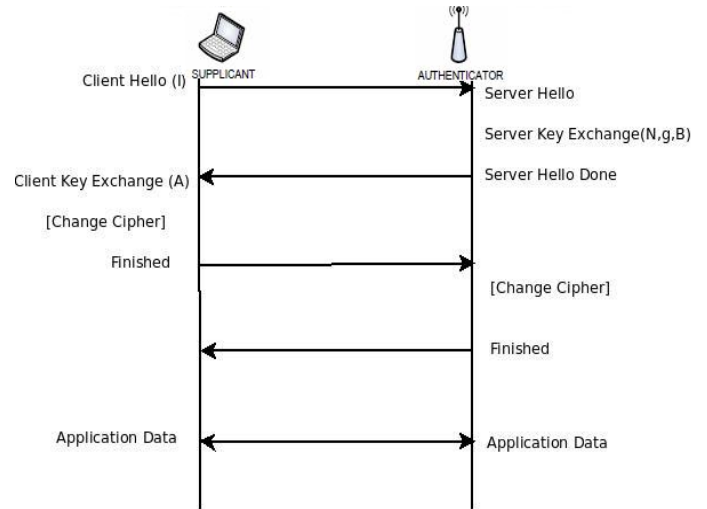 SUPPLICANT
AUTHENTICATOR
Client Hello (I)
Server Hello
Server Key Exchange(N,g,B)
Server Hello Done
Client Key Exchange (A)
[Change Cipher]
Finished
[Change Cipher]
Finished
Application Data
Application Data